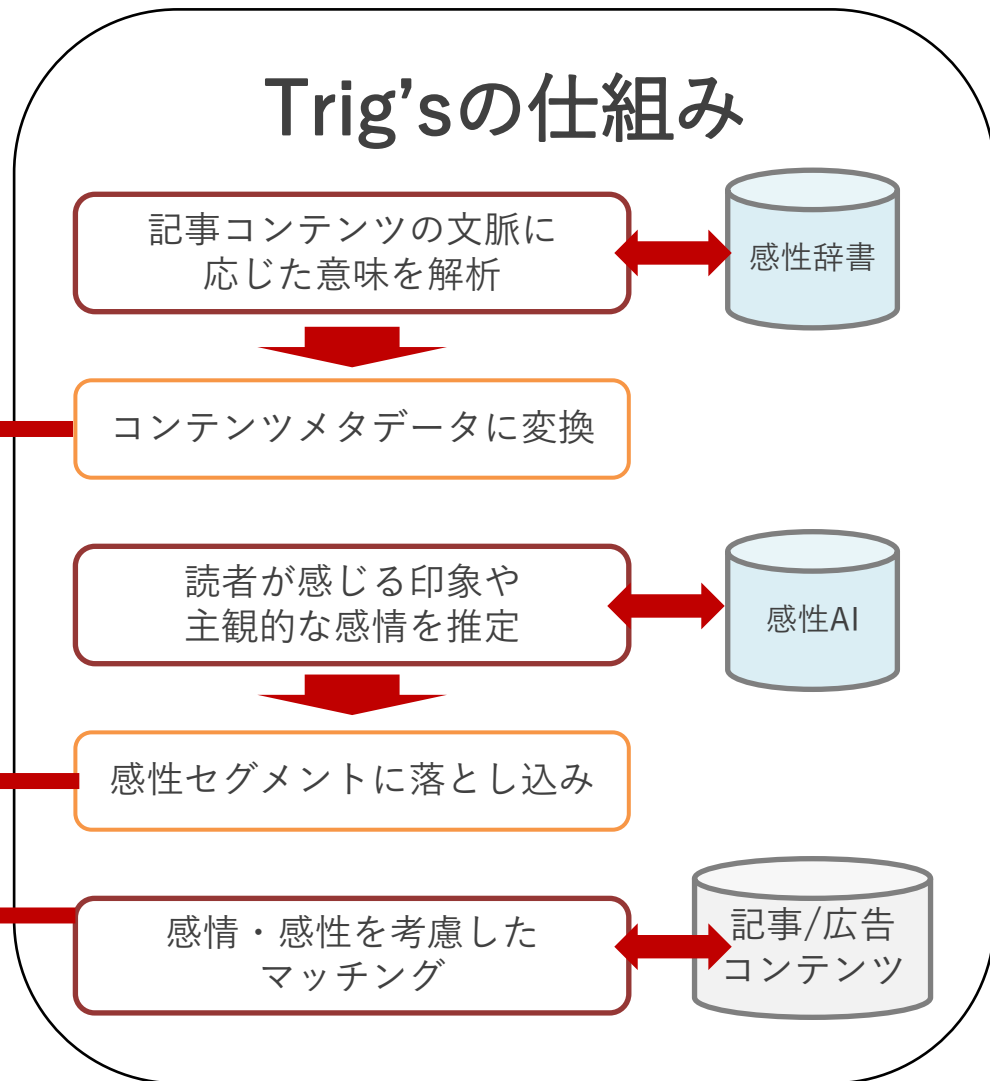 Trig’sの仕組み
記事コンテンツの文脈に
応じた意味を解析
感性辞書
コンテンツメタデータに変換
読者が感じる印象や
主観的な感情を推定
感性AI
感性セグメントに落とし込み
感情・感性を考慮した
マッチング
記事/広告
コンテンツ